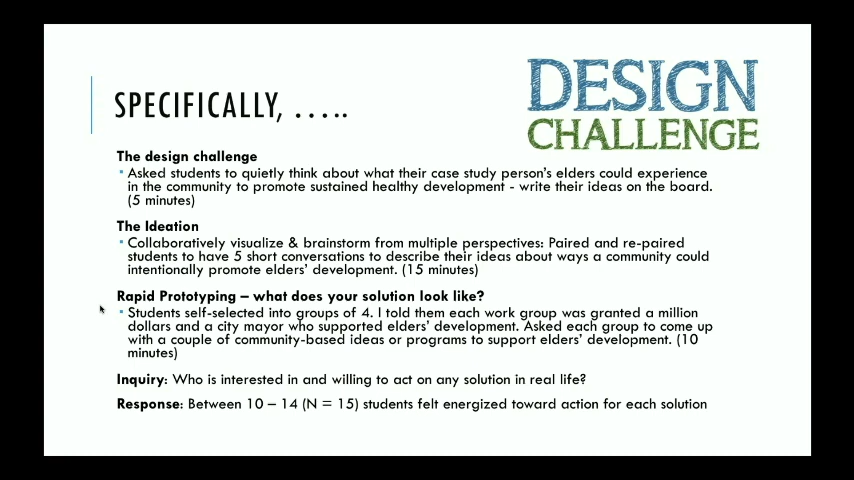 DESIGN
CHALLENGE
SPECIFICALLY, .....
The design challenge
▪ Asked students to quietly think about what their case study person's elders could experience
in the community to promote sustained healthy development - write their ideas on the board.
(5 minutes)
The Ideation
▪ Collaboratively visualize & brainstorm from multiple perspectives: Paired and re-paired
students to have 5 short conversations to describe their ideas about ways a community could
intentionally promote elders' development. (15 minutes)
Rapid Prototyping – what does your solution look like?
▪ Students self-selected into groups of 4. I told them each work group was granted a million
dollars and a city mayor who supported elders' development. Asked each group to come up
with a couple of community-based ideas or programs to support elders' development. (10
minutes)
Inquiry: Who is interested in and willing to act on any solution in real life?
Response: Between 10 – 14 (N = 15) students felt energized toward action for each solution